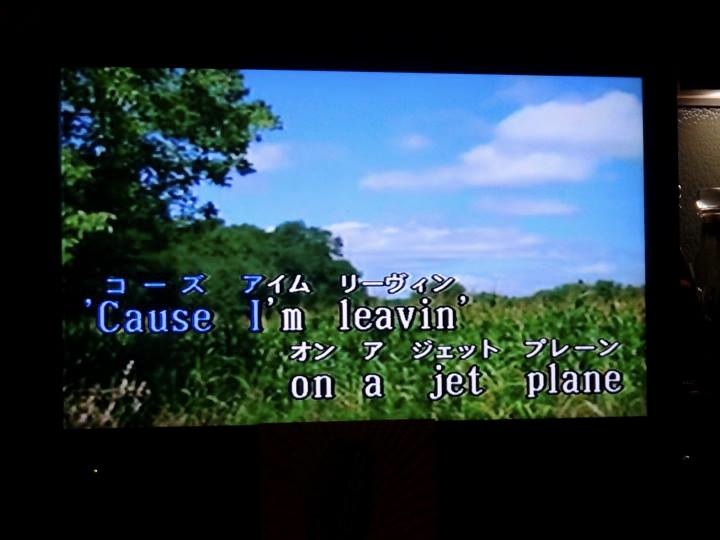 コーズ アイム リーヴィン
'Cause I'm leavin'
オン ア ジェット プレーン
on a jet plane